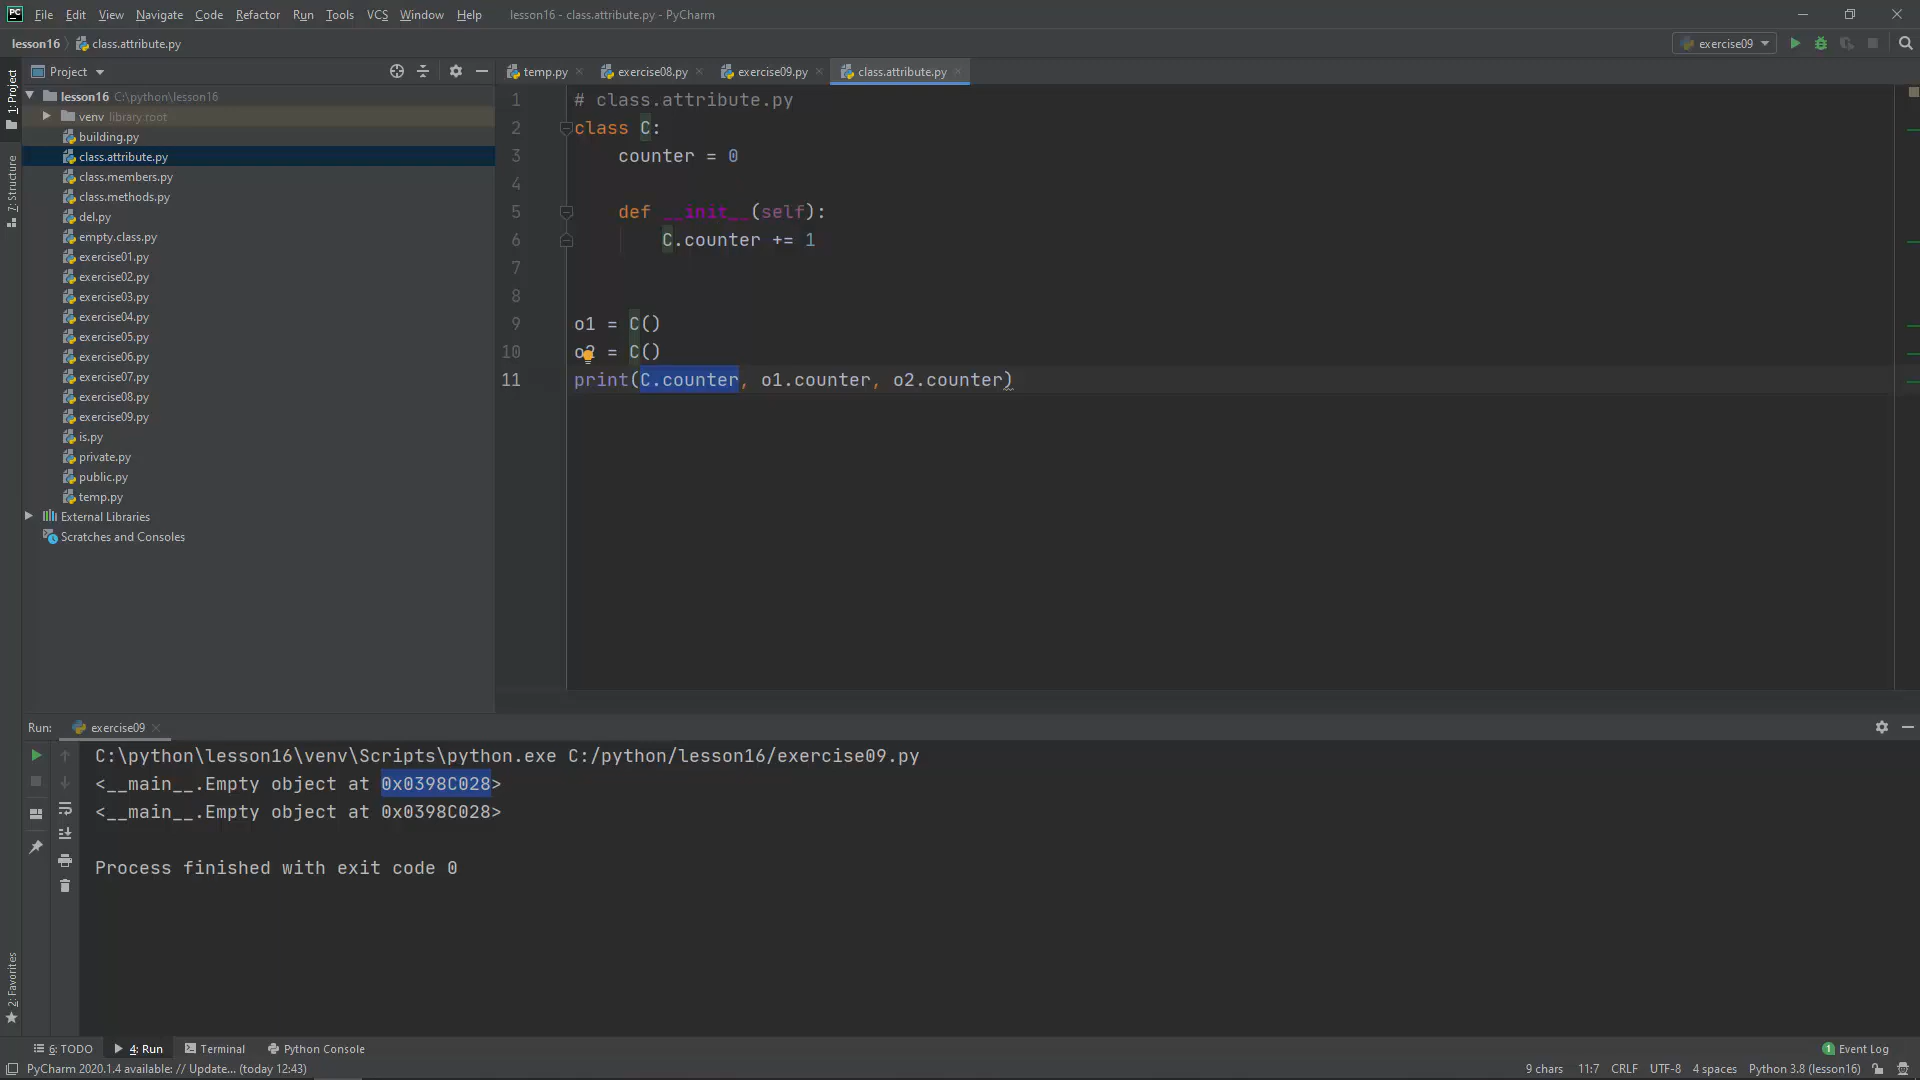 PC File Edit View Navigate Code Refactor Run Tools VCS Window Help lesson16 - class.attribute.py - PyCharm
lesson16 class.attribute.py exercise09
1: Project
7: Structure
2: Favorites
Project
lesson16 C:\python\lesson16
venv library root
building.py
class.attribute.py
class.members.py
class.methods.py
del.py
empty.class.py
exercise01.py
exercise02.py
exercise03.py
exercise04.py
exercise05.py
exercise06.py
exercise07.py
exercise08.py
exercise09.py
is.py
private.py
public.py
temp.py
External Libraries
Scratches and Consoles
temp.py exercise08.py exercise09.py class.attribute.py
1 # class.attribute.py
2 class C:
3 counter = 0
4
5 def __init__(self):
6 C.counter += 1
7
8
9 o1 = C()
10 o2 = C()
11 print(C.counter, o1.counter, o2.counter)
Run: exercise09
C:\python\lesson16\venv\Scripts\python.exe C:/python/lesson16/exercise09.py
<__main__.Empty object at 0x0398C028>
<__main__.Empty object at 0x0398C028>
Process finished with exit code 0
6: TODO 4: Run Terminal Python Console 1 Event Log
PyCharm 2020.1.4 available: // Update... (today 12:43) 9 chars 11:7 CRLF UTF-8 4 spaces Python 3.8 (lesson16)